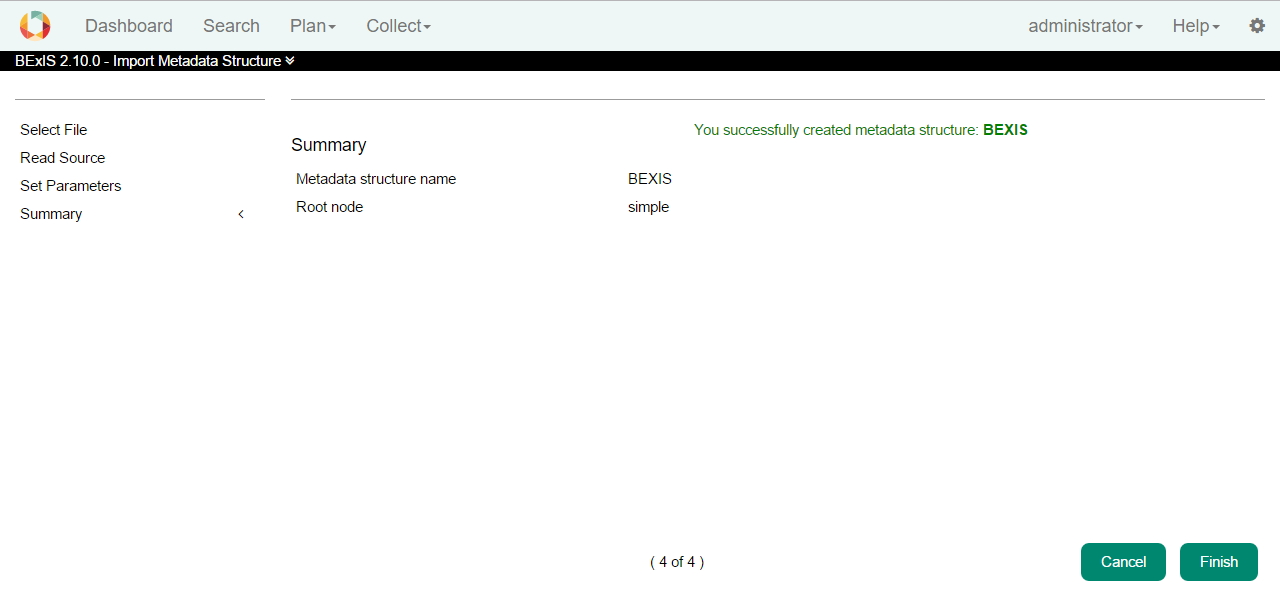 Dashboard Search Plan Collect administrator Help
BExIS 2.10.0 - Import Metadata Structure
Select File
Read Source
Set Parameters
Summary <
You successfully created metadata structure: BEXIS
Summary
Metadata structure name BEXIS
Root node simple
( 4 of 4 )
Cancel Finish